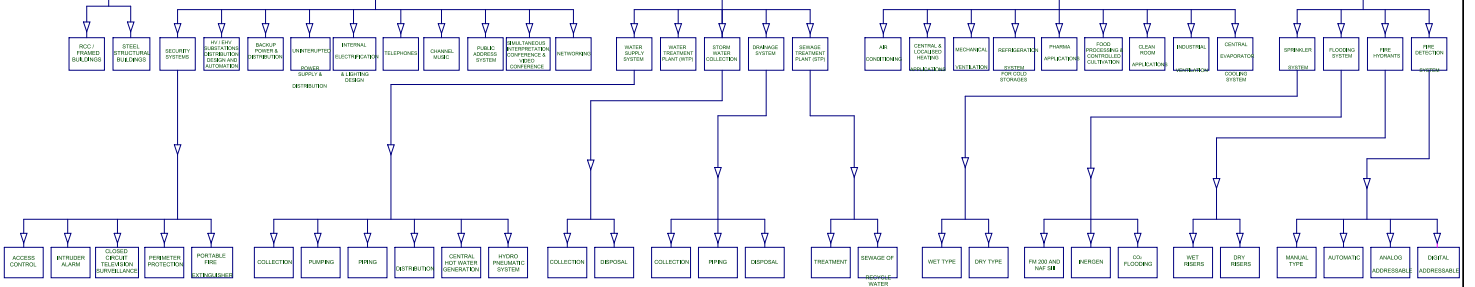 RCC /
FRAMED
BUILDINGS
STEEL
STRUCTURAL
BUILDINGS
SECURITY
SYSTEMS
HV / EHV
SUBSTATIONS
DISTRIBUTION
DESIGN AND
AUTOMATION
BACKUP
POWER &
DISTRIBUTION
UNINTERUPTED
POWER
SUPPLY &
DISTRIBUTION
INTERNAL
ELECTRIFICATION
& LIGHTING
DESIGN
TELEPHONES
CHANNEL
MUSIC
PUBLIC
ADDRESS
SYSTEM
SIMULTANEOUS
INTERPRETATION
CONFERENCE &
VIDEO
CONFERENCE
NETWORKING
WATER
SUPPLY
SYSTEM
WATER
TREATMENT
PLANT (WTP)
STORM
WATER
COLLECTION
DRAINAGE
SYSTEM
SEWAGE
TREATMENT
PLANT (STP)
AIR
CONDITIONING
CENTRAL &
LOCALISED
HEATING
APPLICATIONS
MECHANICAL
VENTILATION
REFRIGERATION
SYSTEM
FOR COLD
STORAGES
PHARMA
APPLICATIONS
FOOD
PROCESSING &
CONTROLLED
CULTIVATION
CLEAN
ROOM
APPLICATIONS
INDUSTRIAL
VENTILATION
CENTRAL
EVAPORATOR
COOLING
SYSTEM
SPRINKLER
SYSTEM
FLOODING
SYSTEM
FIRE
HYDRANTS
FIRE
DETECTION
SYSTEM
ACCESS
CONTROL
INTRUDER
ALARM
CLOSED
CIRCUIT
TELEVISION
SURVEILLANCE
PERIMETER
PROTECTION
PORTABLE
FIRE
EXTINGUISHER
COLLECTION
PUMPING
PIPING
DISTRIBUTION
CENTRAL
HOT WATER
GENERATION
HYDRO
PNEUMATIC
SYSTEM
COLLECTION
DISPOSAL
COLLECTION
PIPING
DISPOSAL
TREATMENT
SEWAGE OF
RECYCLE
WATER
WET TYPE
DRY TYPE
FM 200 AND
NAF SIII
INERGEN
CO₂
FLOODING
WET
RISERS
DRY
RISERS
MANUAL
TYPE
AUTOMATIC
ANALOG
ADDRESSABLE
DIGITAL
ADDRESSABLE